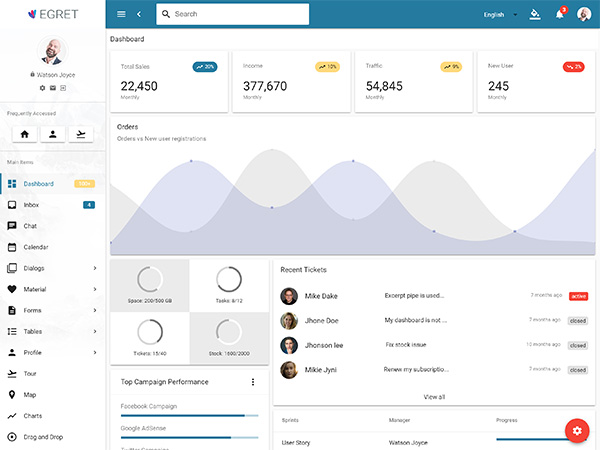 EGRET
Search
English
3
Watson Joyce
Frequently Accessed
Main Items
Dashboard
Inbox
4
Chat
Calendar
Dialogs
Material
Forms
Tables
Profile
Tour
Map
Charts
Drag and Drop
Dashboard
Total Sales
20%
22,450
Monthly
Income
10%
377,670
Monthly
Traffic
9%
54,845
Monthly
New User
2%
245
Monthly
Orders
Orders vs New user registrations
Space: 200/500 GB
Tasks: 8/12
Tickets: 15/40
Stock: 1600/2000
Top Campaign Performance
Facebook Campaign
Google AdSense
Recent Tickets
Mike Dake Excerpt pipe is used... 7 months ago active
Jhone Doe My dashboard is not ... 7 months ago closed
Jhonson lee Fix stock issue 10 months ago closed
Mikie Jyni Renew my subscriptio... 7 months ago closed
View all
Sprints Manager Progress
User Story Watson Joyce